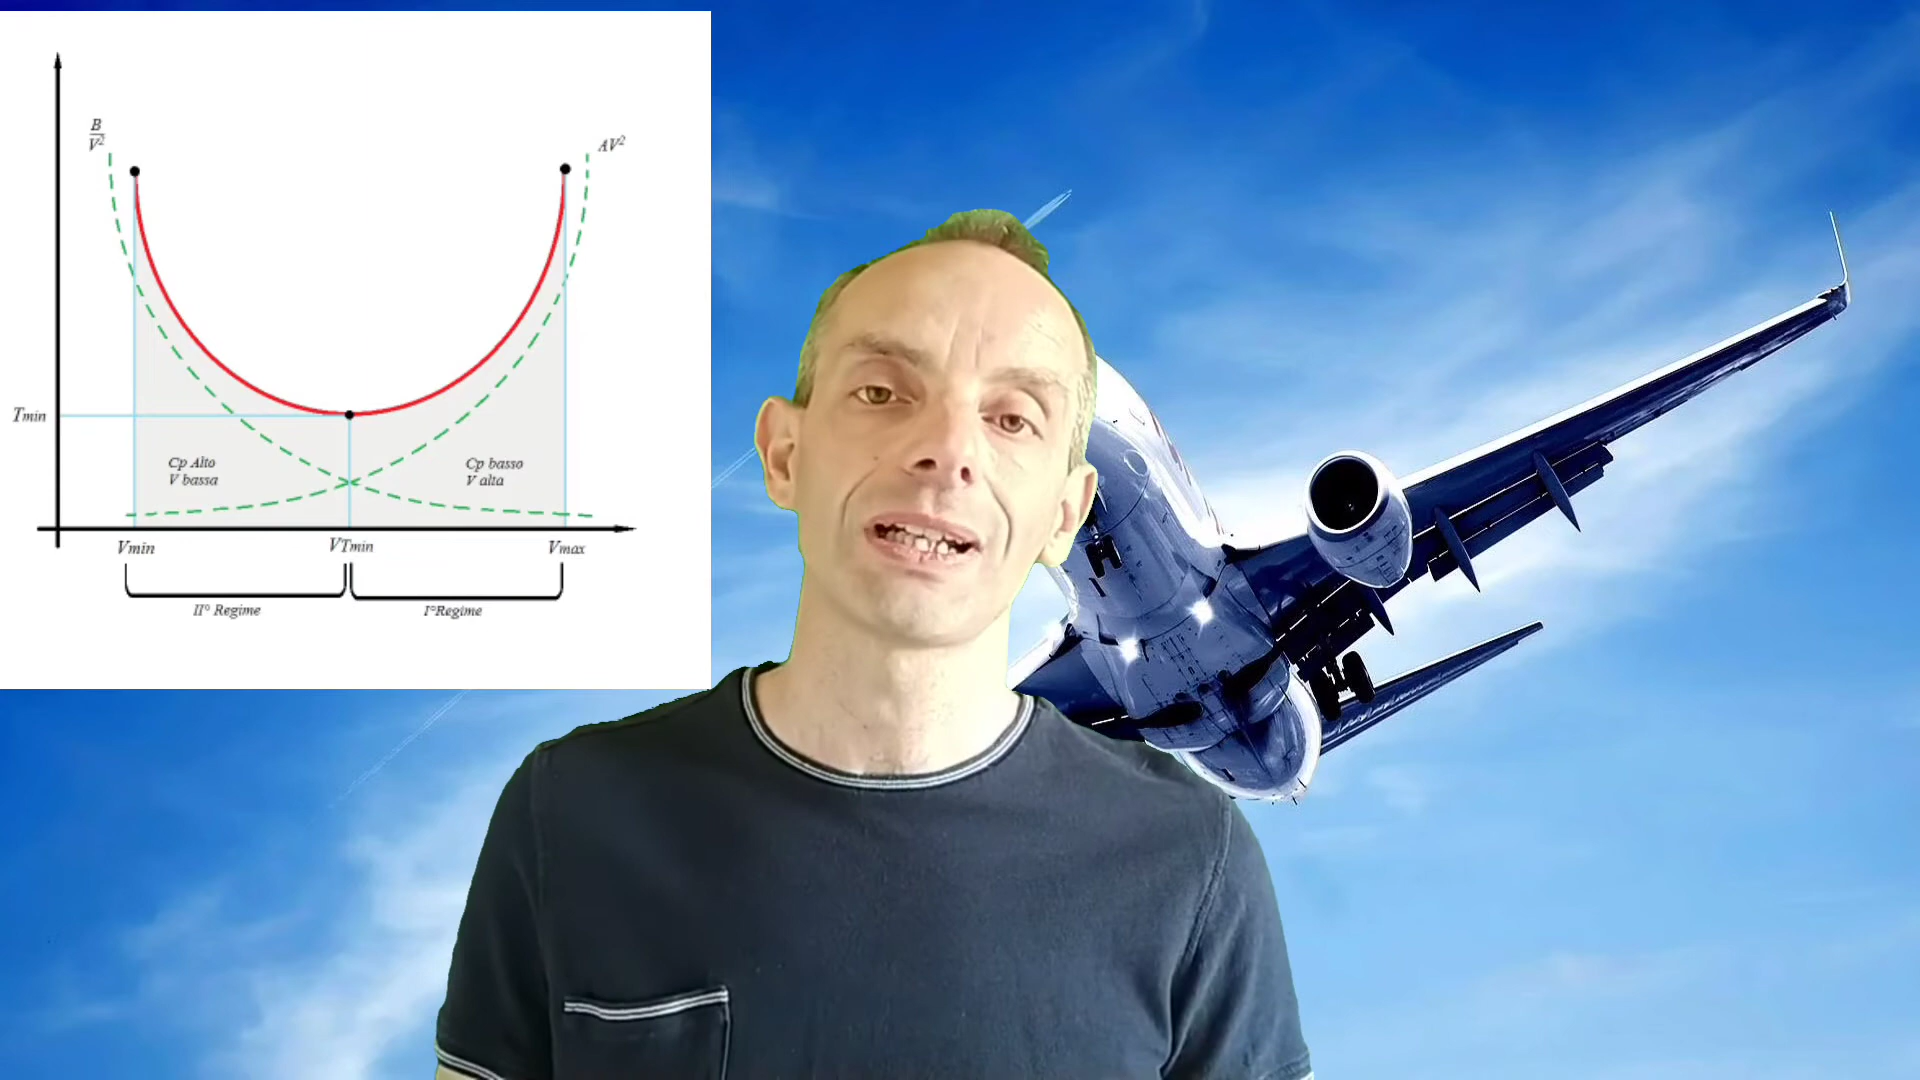 B
V²
AV²
Tmin
Cp Alto
V bassa
Cp basso
V alta
Vmin
VTmin
Vmax
II° Regime
I°Regime